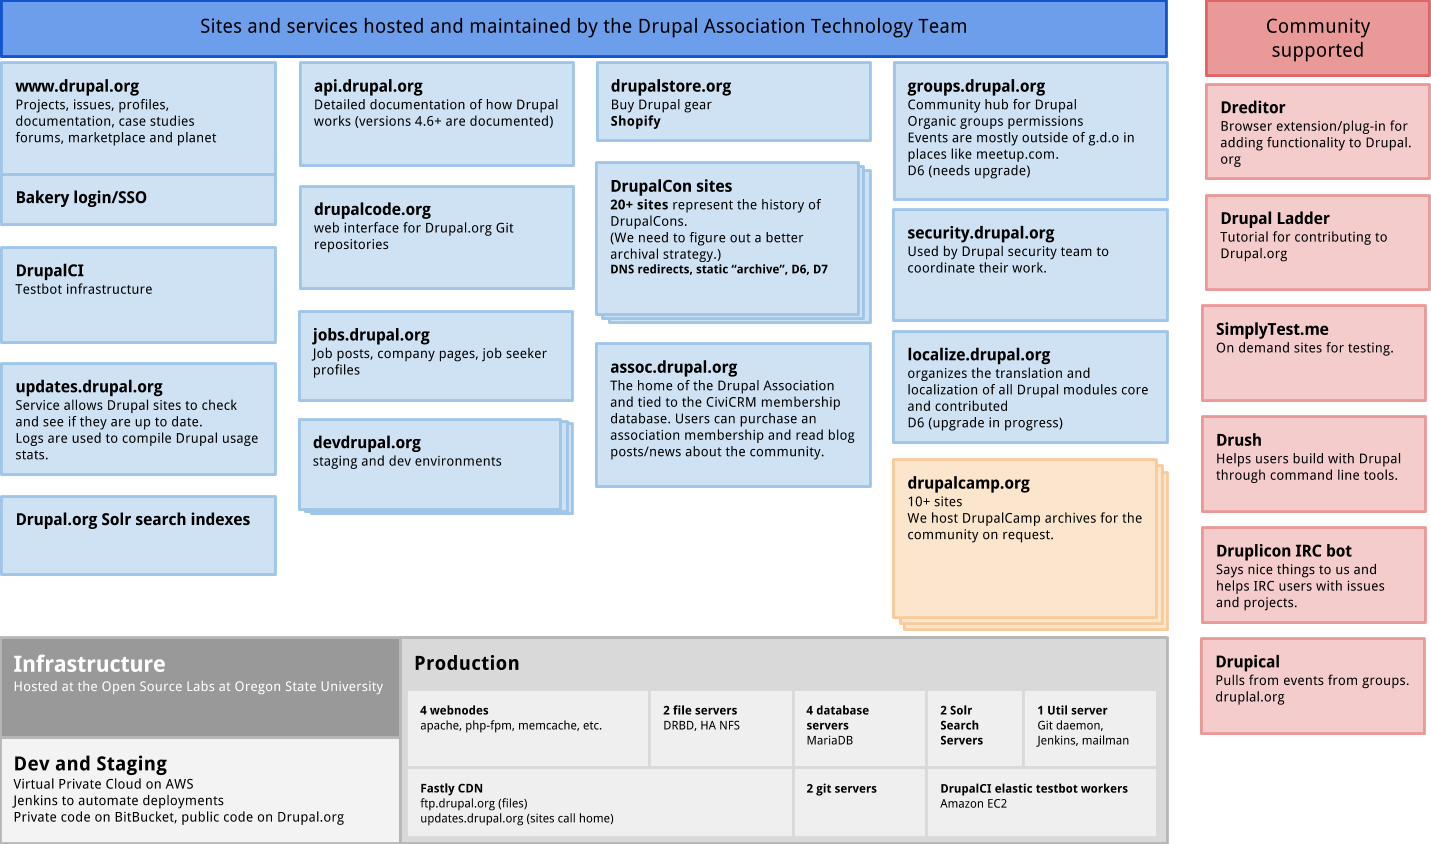 Sites and services hosted and maintained by the Drupal Association Technology Team
www.drupal.org
Projects, issues, profiles,
documentation, case studies
forums, marketplace and planet
Bakery login/SSO
DrupalCI
Testbot infrastructure
updates.drupal.org
Service allows Drupal sites to check
and see if they are up to date.
Logs are used to compile Drupal usage
stats.
Drupal.org Solr search indexes
api.drupal.org
Detailed documentation of how Drupal
works (versions 4.6+ are documented)
drupalcode.org
web interface for Drupal.org Git
repositories
jobs.drupal.org
Job posts, company pages, job seeker
profiles
devdrupal.org
staging and dev environments
drupalstore.org
Buy Drupal gear
Shopify
DrupalCon sites
20+ sites represent the history of
DrupalCons.
(We need to figure out a better
archival strategy.)
DNS redirects, static “archive”, D6, D7
assoc.drupal.org
The home of the Drupal Association
and tied to the CiviCRM membership
database. Users can purchase an
association membership and read blog
posts/news about the community.
groups.drupal.org
Community hub for Drupal
Organic groups permissions
Events are mostly outside of g.d.o in
places like meetup.com.
D6 (needs upgrade)
security.drupal.org
Used by Drupal security team to
coordinate their work.
localize.drupal.org
organizes the translation and
localization of all Drupal modules core
and contributed
D6 (upgrade in progress)
drupalcamp.org
10+ sites
We host DrupalCamp archives for the
community on request.
Community
supported
Dreditor
Browser extension/plug-in for
adding functionality to Drupal.
org
Drupal Ladder
Tutorial for contributing to
Drupal.org
SimplyTest.me
On demand sites for testing.
Drush
Helps users build with Drupal
through command line tools.
Druplicon IRC bot
Says nice things to us and
helps IRC users with issues
and projects.
Drupical
Pulls from events from groups.
druplal.org
Infrastructure
Hosted at the Open Source Labs at Oregon State University
Dev and Staging
Virtual Private Cloud on AWS
Jenkins to automate deployments
Private code on BitBucket, public code on Drupal.org
Production
4 webnodes
apache, php-fpm, memcache, etc.
2 file servers
DRBD, HA NFS
4 database
servers
MariaDB
2 Solr
Search
Servers
1 Util server
Git daemon,
Jenkins, mailman
Fastly CDN
ftp.drupal.org (files)
updates.drupal.org (sites call home)
2 git servers
DrupalCI elastic testbot workers
Amazon EC2